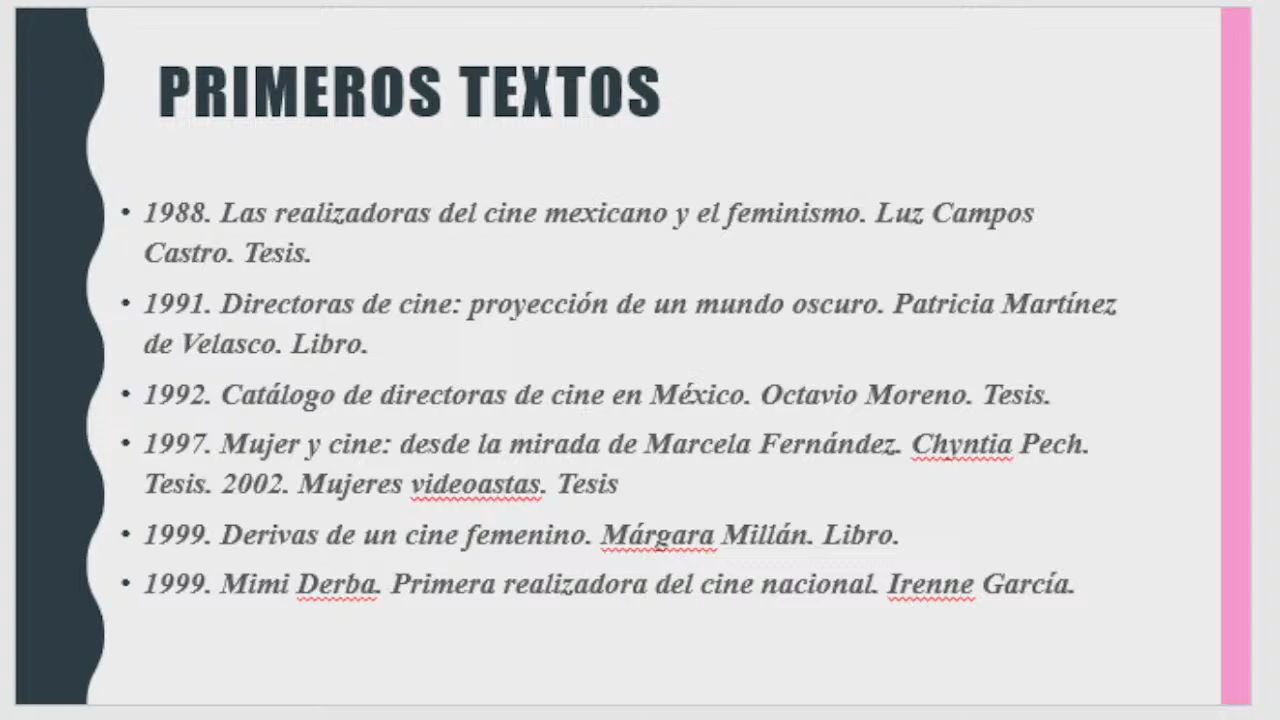 PRIMEROS TEXTOS
• 1988. Las realizadoras del cine mexicano y el feminismo. Luz Campos
Castro. Tesis.
• 1991. Directoras de cine: proyección de un mundo oscuro. Patricia Martínez
de Velasco. Libro.
• 1992. Catálogo de directoras de cine en México. Octavio Moreno. Tesis.
• 1997. Mujer y cine: desde la mirada de Marcela Fernández. Chyntia Pech.
Tesis. 2002. Mujeres videoastas. Tesis
• 1999. Derivas de un cine femenino. Márgara Millán. Libro.
• 1999. Mimi Derba. Primera realizadora del cine nacional. Irenne García.